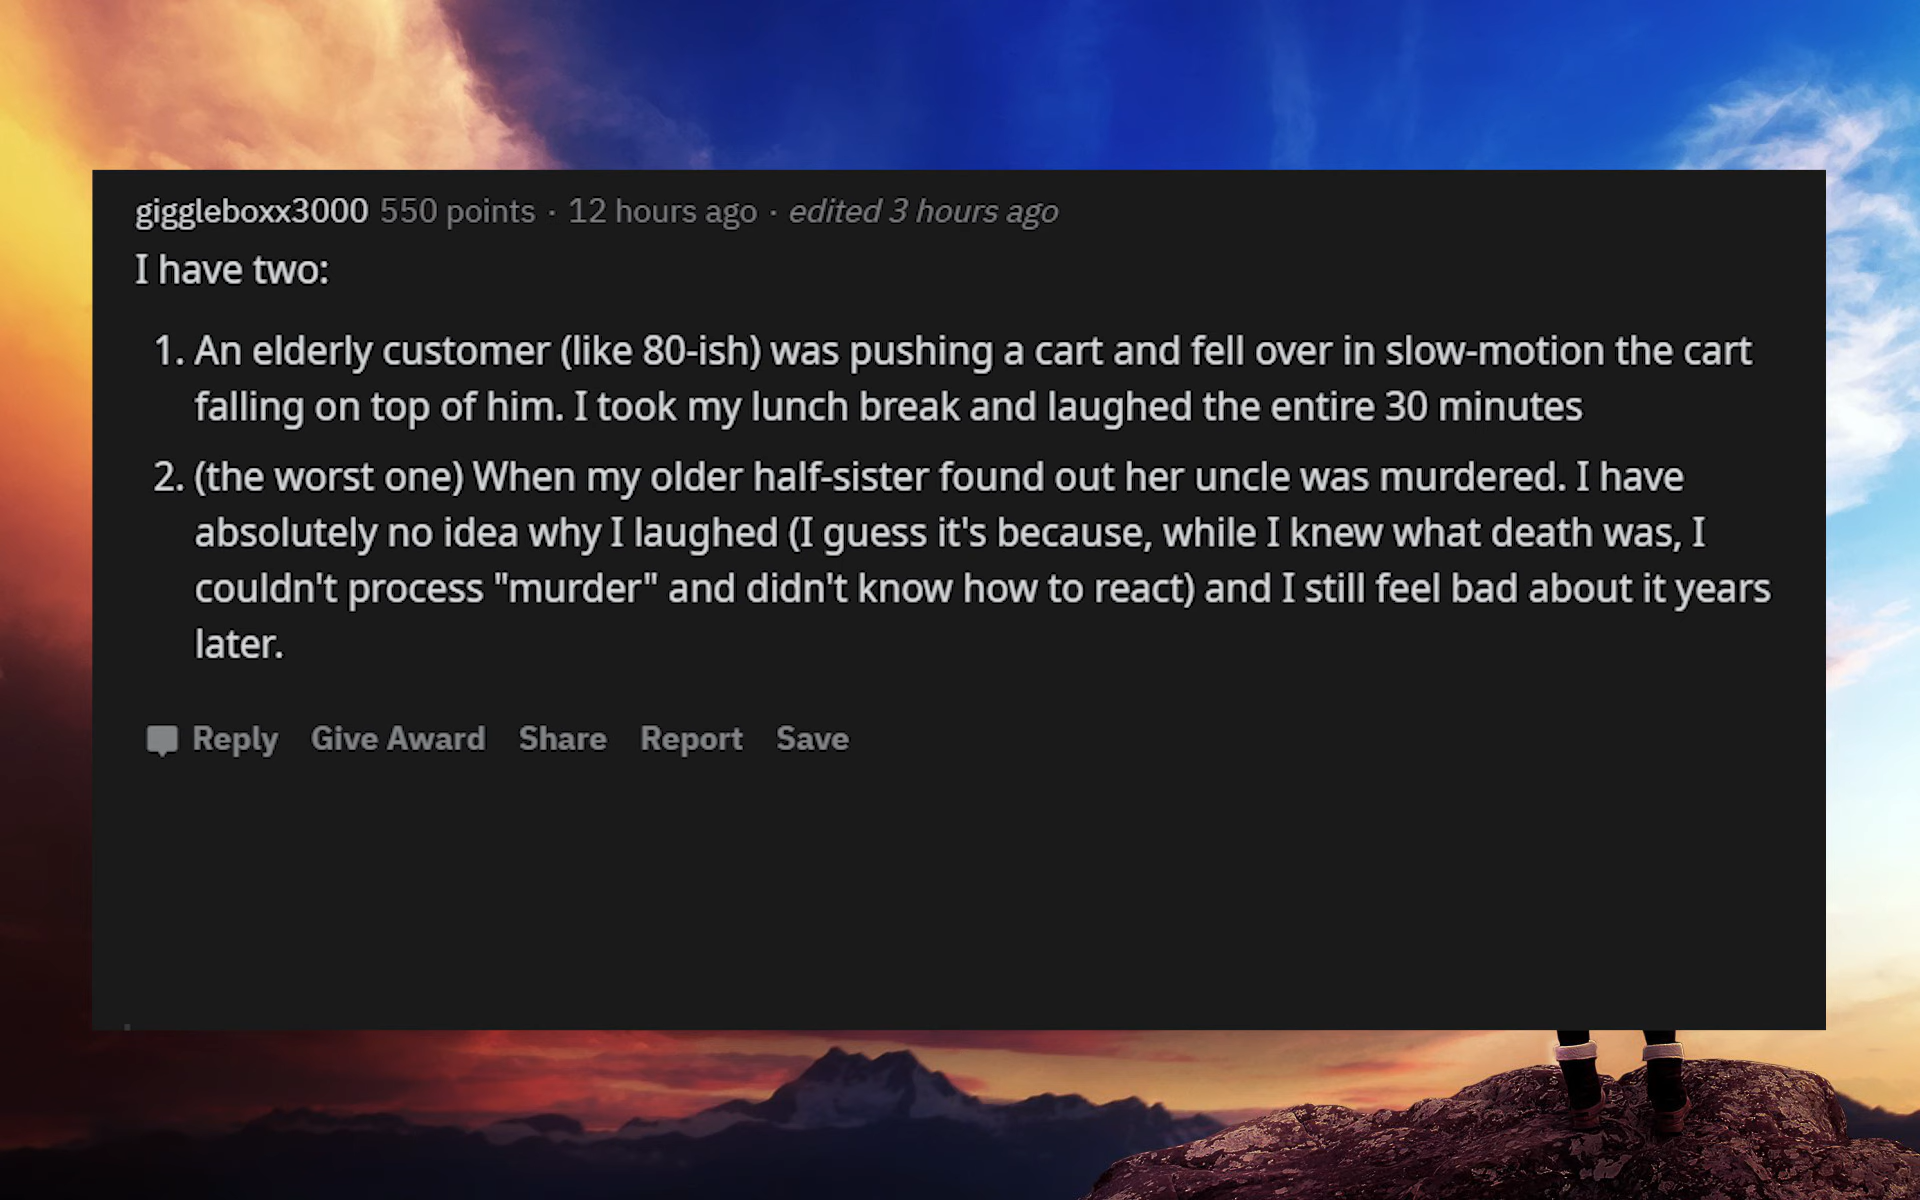 giggleboxx3000 550 points · 12 hours ago · edited 3 hours ago
I have two:
1. An elderly customer (like 80-ish) was pushing a cart and fell over in slow-motion the cart
falling on top of him. I took my lunch break and laughed the entire 30 minutes
2. (the worst one) When my older half-sister found out her uncle was murdered. I have
absolutely no idea why I laughed (I guess it's because, while I knew what death was, I
couldn't process "murder" and didn't know how to react) and I still feel bad about it years
later.
Reply Give Award Share Report Save